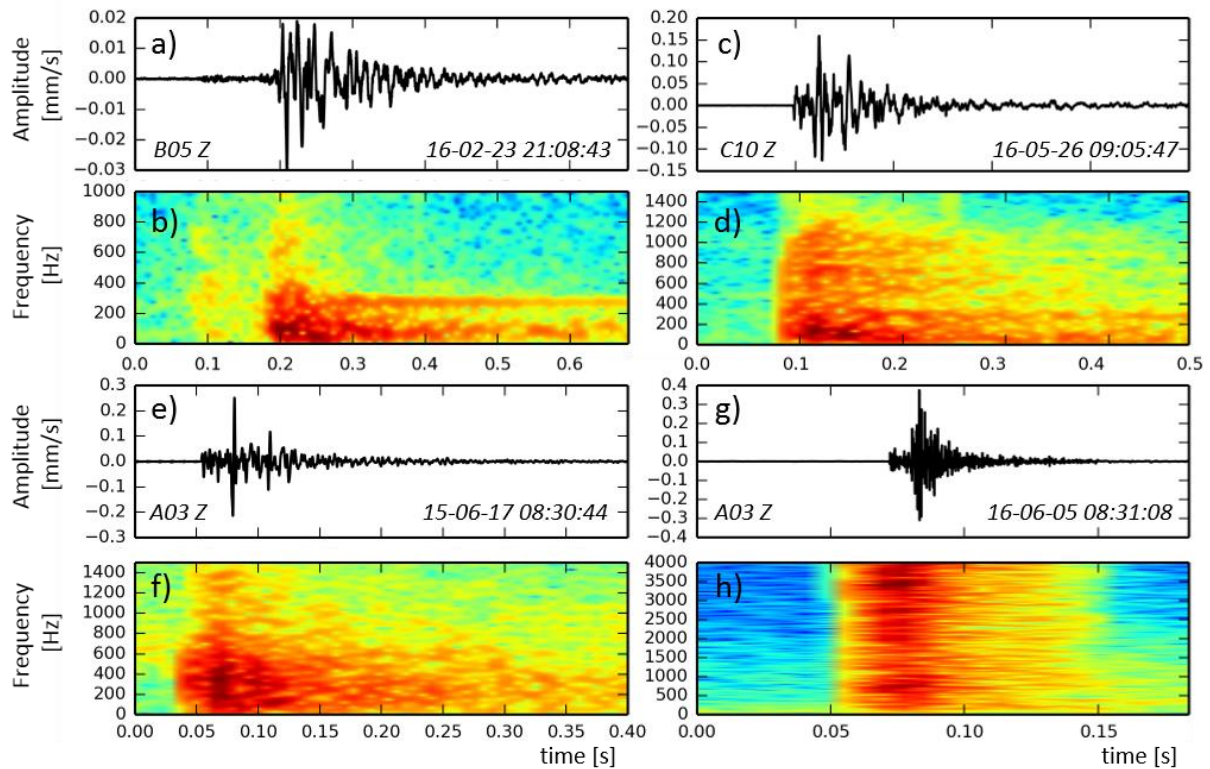 Amplitude
[mm/s]
0.02
0.01
0.00
−0.01
−0.02
−0.03
a)
B05 Z
16-02-23 21:08:43
0.20
0.15
0.10
0.05
0.00
−0.05
−0.10
−0.15
c)
C10 Z
16-05-26 09:05:47
Frequency
[Hz]
1000
800
600
400
200
0
b)
0.0 0.1 0.2 0.3 0.4 0.5 0.6
1400
1200
1000
800
600
400
200
0
d)
0.0 0.1 0.2 0.3 0.4 0.5
Amplitude
[mm/s]
0.3
0.2
0.1
0.0
−0.1
−0.2
−0.3
e)
A03 Z
15-06-17 08:30:44
0.4
0.3
0.2
0.1
0.0
−0.1
−0.2
−0.3
−0.4
g)
A03 Z
16-06-05 08:31:08
Frequency
[Hz]
1400
1200
1000
800
600
400
200
0
f)
0.00 0.05 0.10 0.15 0.20 0.25 0.30 0.35 0.40
time [s]
4000
3500
3000
2500
2000
1500
1000
500
0
h)
0.00 0.05 0.10 0.15
time [s]